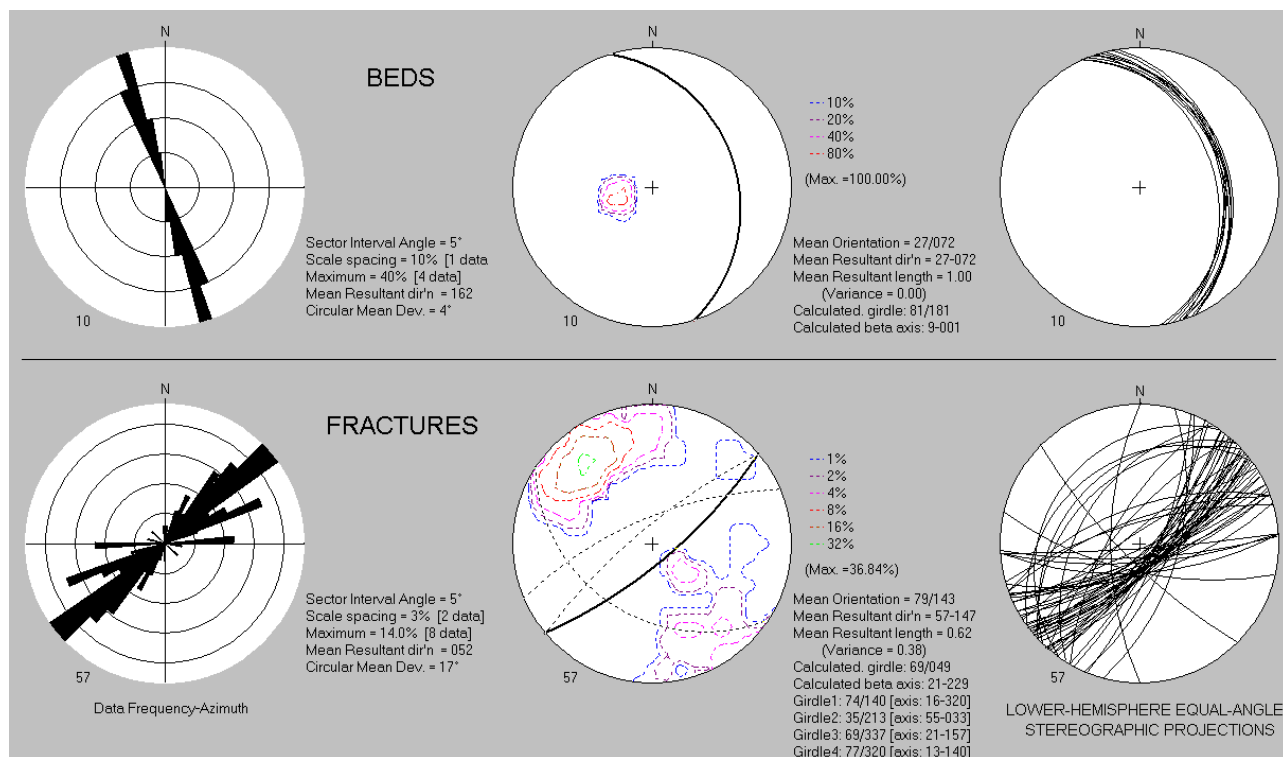 N
BEDS
Sector Interval Angle = 5°
Scale spacing = 10% [1 data
Maximum = 40% [4 data]
Mean Resultant dir'n = 162
Circular Mean Dev. = 4°
10
N
10%
20%
40%
80%
(Max. =100.00%)
Mean Orientation = 27/072
Mean Resultant dir'n = 27-072
Mean Resultant length = 1.00
(Variance = 0.00)
Calculated. girdle: 81/181
Calculated beta axis: 9-001
10
N
10
N
FRACTURES
Sector Interval Angle = 5°
Scale spacing = 3% [2 data]
Maximum = 14.0% [8 data]
Mean Resultant dir'n = 052
Circular Mean Dev. = 17°
57
Data Frequency-Azimuth
N
1%
2%
4%
8%
16%
32%
(Max. =36.84%)
Mean Orientation = 79/143
Mean Resultant dir'n = 57-147
Mean Resultant length = 0.62
(Variance = 0.38)
Calculated. girdle: 69/049
Calculated beta axis: 21-229
Girdle1: 74/140 [axis: 16-320]
Girdle2: 35/213 [axis: 55-033]
Girdle3: 69/337 [axis: 21-157]
Girdle4: 77/320 [axis: 13-140]
57
N
57
LOWER-HEMISPHERE EQUAL-ANGLE
STEREOGRAPHIC PROJECTIONS